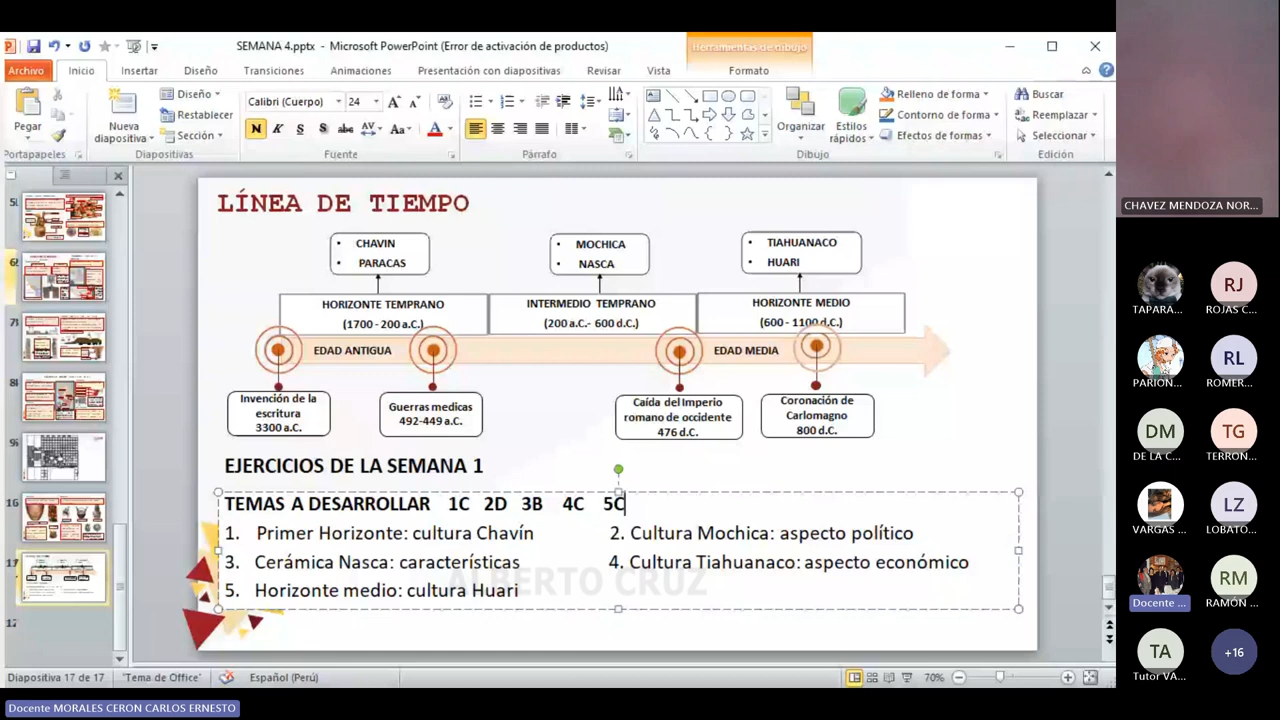 SEMANA 4.pptx - Microsoft PowerPoint (Error de activación de productos)
Herramientas de dibujo
Archivo Inicio Insertar Diseño Transiciones Animaciones Presentación con diapositivas Revisar Vista Formato
Pegar
Nueva diapositiva
Diseño
Restablecer
Sección
Calibri (Cuerpo) 24
Organizar
Estilos rápidos
Relleno de forma
Contorno de forma
Efectos de formas
Buscar
Reemplazar
Seleccionar
Portapapeles Diapositivas Fuente Párrafo Dibujo Edición
LÍNEA DE TIEMPO
• CHAVIN
• PARACAS
• MOCHICA
• NASCA
• TIAHUANACO
• HUARI
HORIZONTE TEMPRANO
(1700 - 200 a.C.)
INTERMEDIO TEMPRANO
(200 a.C.- 600 d.C.)
HORIZONTE MEDIO
(600 - 1100 d.C.)
EDAD ANTIGUA
EDAD MEDIA
Invención de la
escritura
3300 a.C.
Guerras medicas
492-449 a.C.
Caída del Imperio
romano de occidente
476 d.C.
Coronación de
Carlomagno
800 d.C.
EJERCICIOS DE LA SEMANA 1
TEMAS A DESARROLLAR 1C 2D 3B 4C 5C
1. Primer Horizonte: cultura Chavín 2. Cultura Mochica: aspecto político
3. Cerámica Nasca: características 4. Cultura Tiahuanaco: aspecto económico
5. Horizonte medio: cultura Huari
ALBERTO CRUZ
Diapositiva 17 de 17 "Tema de Office" Español (Perú) 70%
Docente MORALES CERON CARLOS ERNESTO
CHAVEZ MENDOZA NOR...
TAPARA...
RJ
ROJAS C...
PARION...
RL
ROMER...
DM
DE LA C...
TG
TERRON...
VARGAS ...
LZ
LOBATO...
Docente ...
RM
RAMÓN ...
TA
Tutor VA...
+16